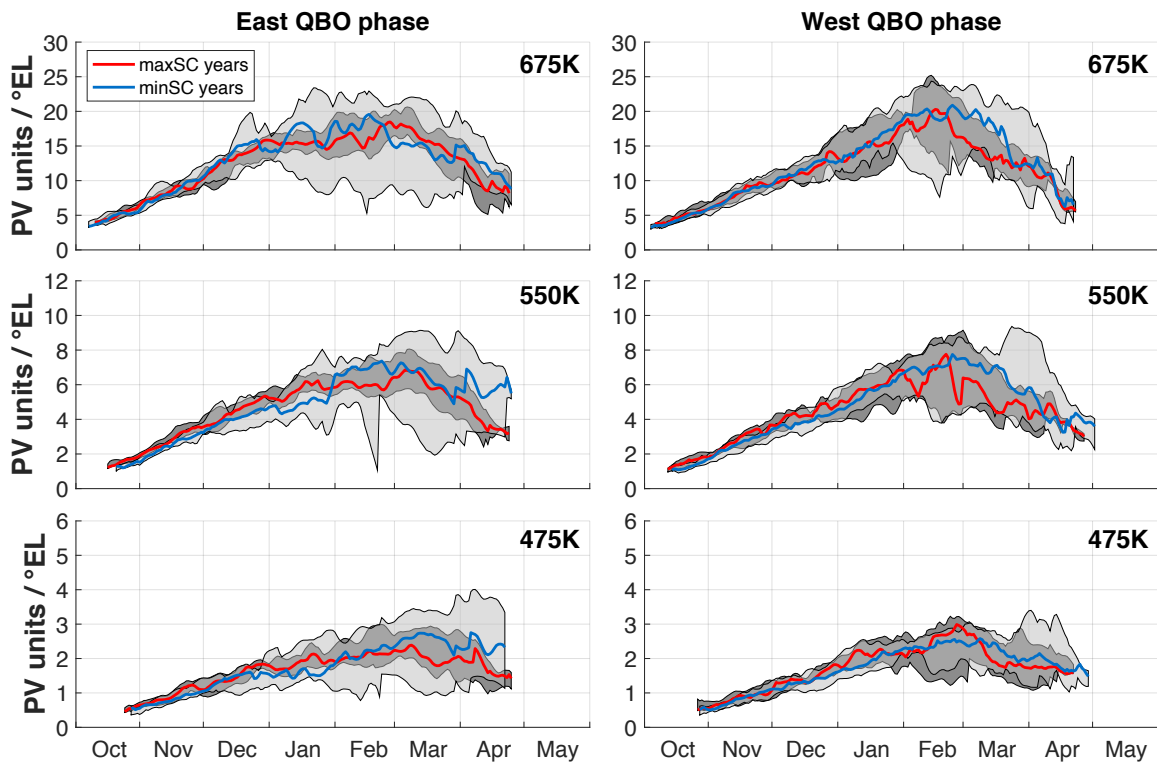 East QBO phase
West QBO phase
PV units / °EL
30
25
20
15
10
5
0
maxSC years
minSC years
675K
30
25
20
15
10
5
0
675K
PV units / °EL
12
10
8
6
4
2
0
550K
12
10
8
6
4
2
0
550K
PV units / °EL
6
5
4
3
2
1
0
475K
6
5
4
3
2
1
0
475K
Oct Nov Dec Jan Feb Mar Apr May
Oct Nov Dec Jan Feb Mar Apr May